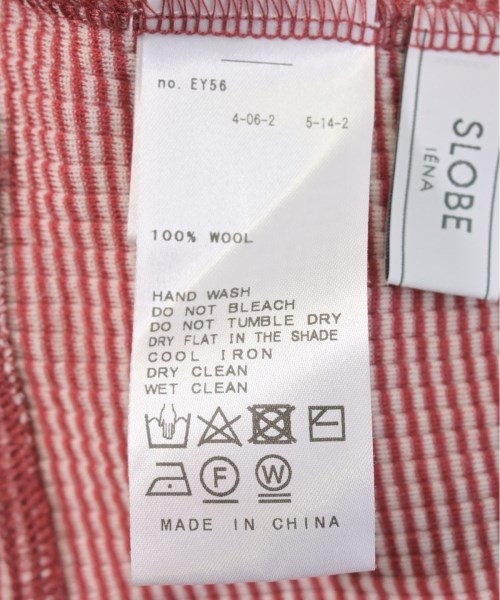 no. EY56
4-06-2 5-14-2
100% WOOL
HAND WASH
DO NOT BLEACH
DO NOT TUMBLE DRY
DRY FLAT IN THE SHADE
COOL IRON
DRY CLEAN
WET CLEAN
F W
MADE IN CHINA
SLOBE
IÉNA